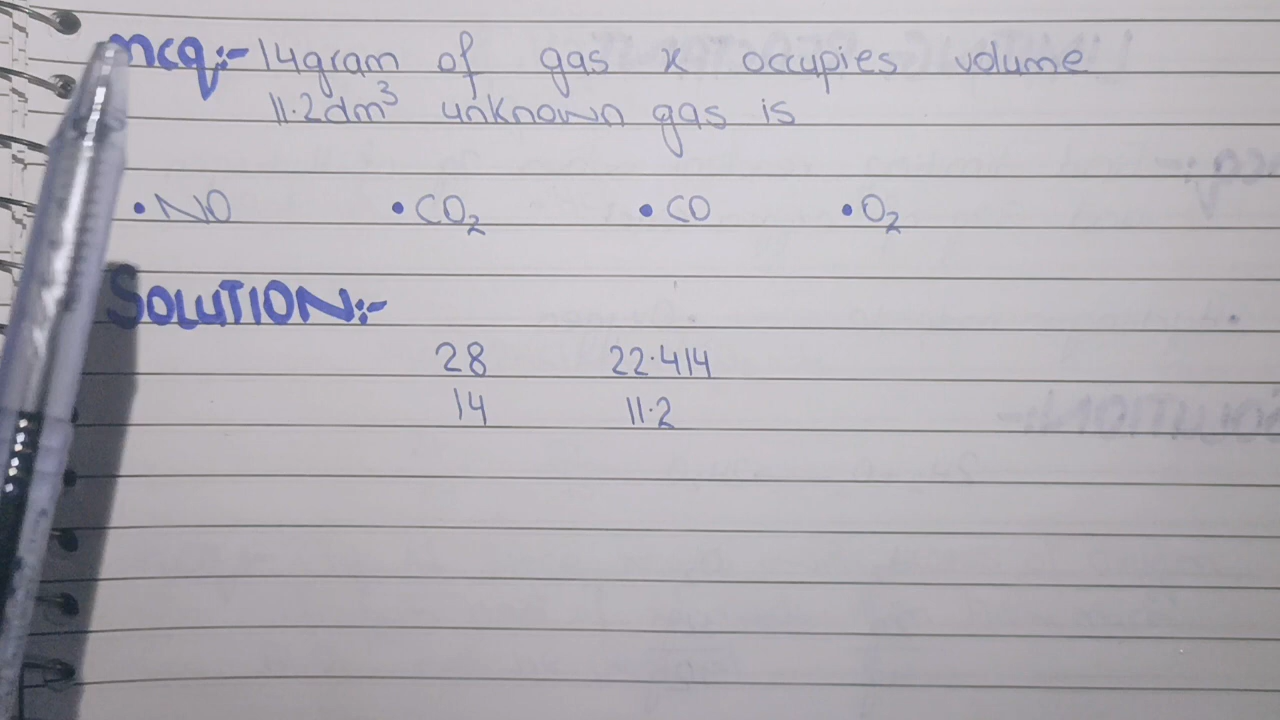 mcq:- 14gram of gas x occupies volume
11.2dm³ unknown gas is
•NO •CO₂ •CO •O₂
SOLUTION:-
28 22.414
14 11.2